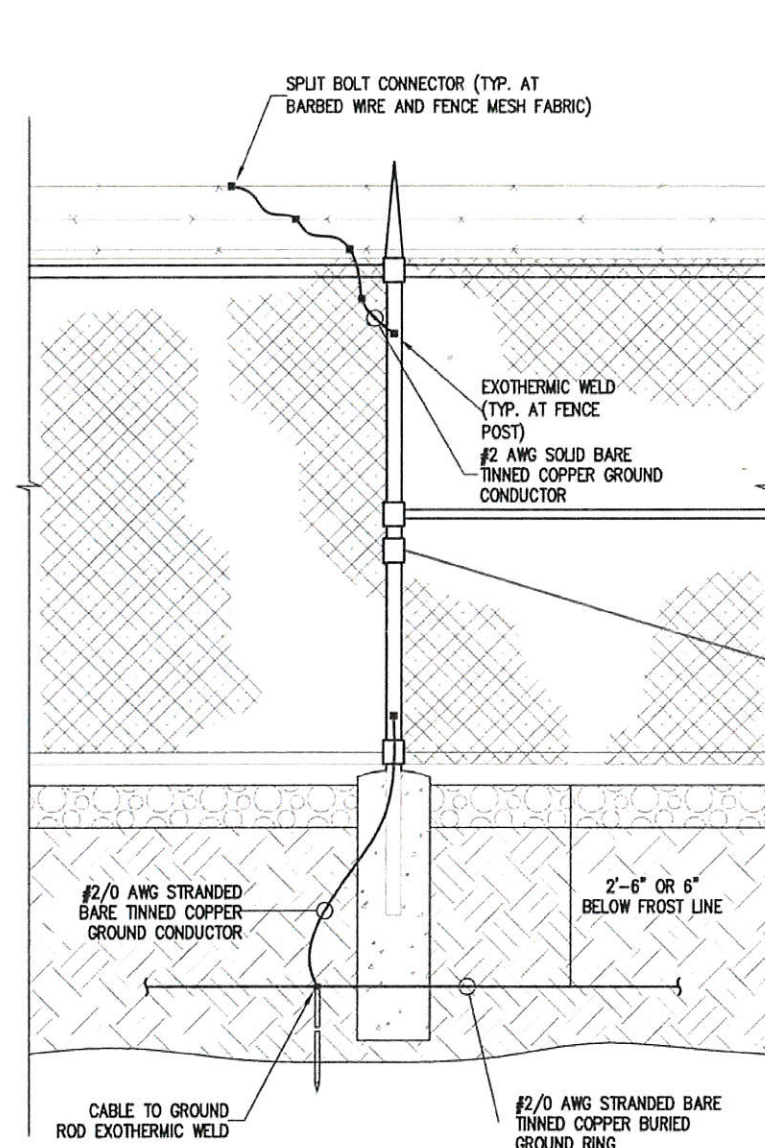 SPLIT BOLT CONNECTOR (TYP. AT
BARBED WIRE AND FENCE MESH FABRIC)
EXOTHERMIC WELD
(TYP. AT FENCE
POST)
#2 AWG SOLID BARE
TINNED COPPER GROUND
CONDUCTOR
#2/0 AWG STRANDED
BARE TINNED COPPER
GROUND CONDUCTOR
2'-6" OR 6"
BELOW FROST LINE
CABLE TO GROUND
ROD EXOTHERMIC WELD
#2/0 AWG STRANDED BARE
TINNED COPPER BURIED
GROUND RING